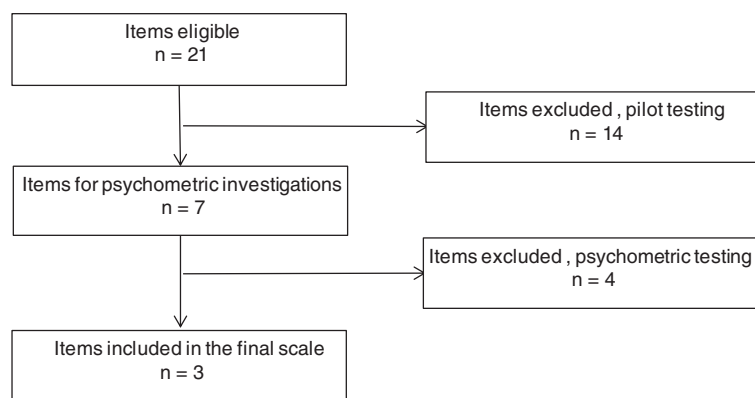 Items eligible
n = 21
Items excluded , pilot testing
n = 14
Items for psychometric investigations
n = 7
Items excluded , psychometric testing
n = 4
Items included in the final scale
n = 3